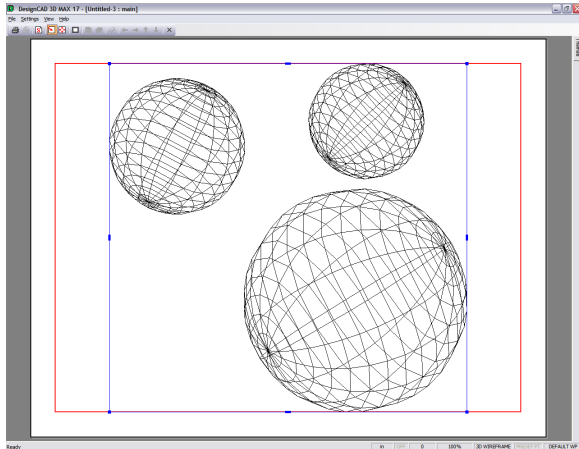 DesignCAD 3D MAX 17 - [Untitled-3 : main]
File Settings View Help
Ready in OFF 0 100% 3D WIREFRAME DEFAULT WP